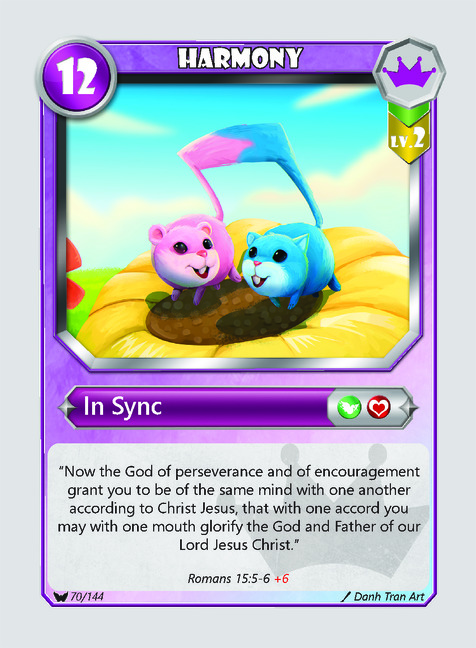 HARMONY
12
LV.2
In Sync
"Now the God of perseverance and of encouragement
grant you to be of the same mind with one another
according to Christ Jesus, that with one accord you
may with one mouth glorify the God and Father of our
Lord Jesus Christ."
Romans 15:5-6 +6
70/144
Danh Tran Art